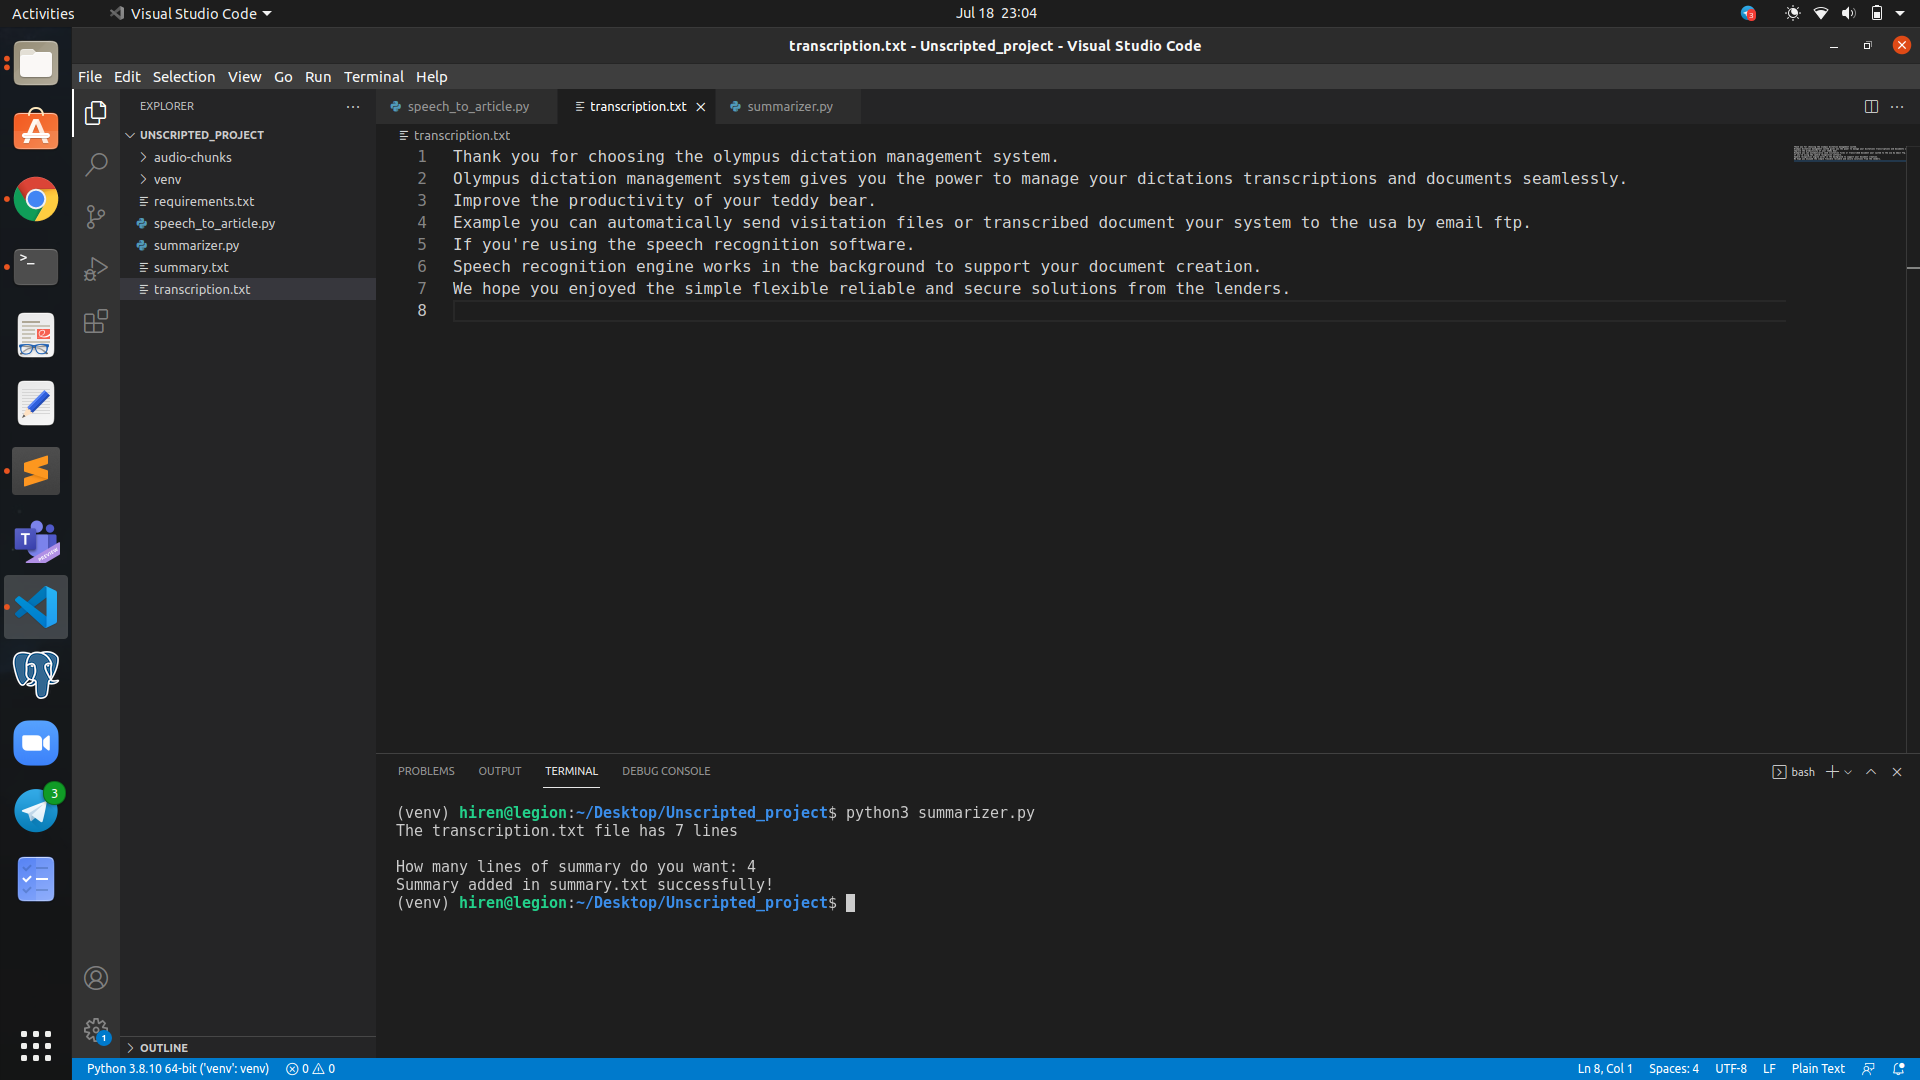 Activities Visual Studio Code Jul 18 23:04
transcription.txt - Unscripted_project - Visual Studio Code
File Edit Selection View Go Run Terminal Help
EXPLORER
UNSCRIPTED_PROJECT
audio-chunks
venv
requirements.txt
speech_to_article.py
summarizer.py
summary.txt
transcription.txt
OUTLINE
speech_to_article.py transcription.txt summarizer.py
transcription.txt
1 Thank you for choosing the olympus dictation management system.
2 Olympus dictation management system gives you the power to manage your dictations transcriptions and documents seamlessly.
3 Improve the productivity of your teddy bear.
4 Example you can automatically send visitation files or transcribed document your system to the usa by email ftp.
5 If you're using the speech recognition software.
6 Speech recognition engine works in the background to support your document creation.
7 We hope you enjoyed the simple flexible reliable and secure solutions from the lenders.
8
PROBLEMS OUTPUT TERMINAL DEBUG CONSOLE bash
(venv) hiren@legion:~/Desktop/Unscripted_project$ python3 summarizer.py
The transcription.txt file has 7 lines
How many lines of summary do you want: 4
Summary added in summary.txt successfully!
(venv) hiren@legion:~/Desktop/Unscripted_project$
3
1
Python 3.8.10 64-bit ('venv': venv) 0 0 Ln 8, Col 1 Spaces: 4 UTF-8 LF Plain Text